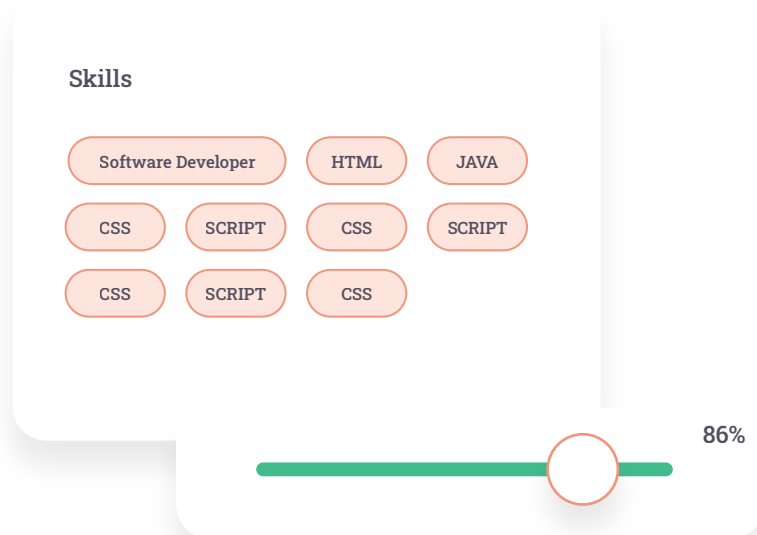 Skills
Software Developer HTML JAVA
CSS SCRIPT CSS SCRIPT
CSS SCRIPT CSS
86%